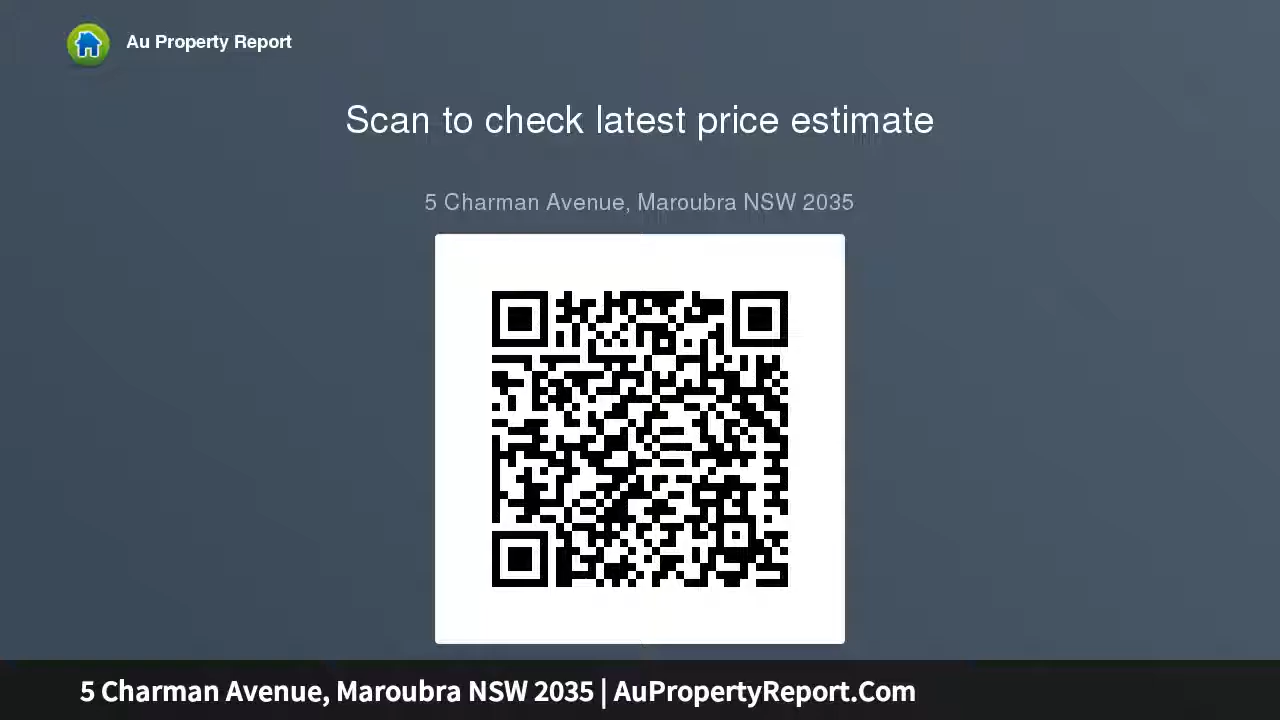 Au Property Report
Scan to check latest price estimate
5 Charman Avenue, Maroubra NSW 2035
5 Charman Avenue, Maroubra NSW 2035 | AuPropertyReport.Com